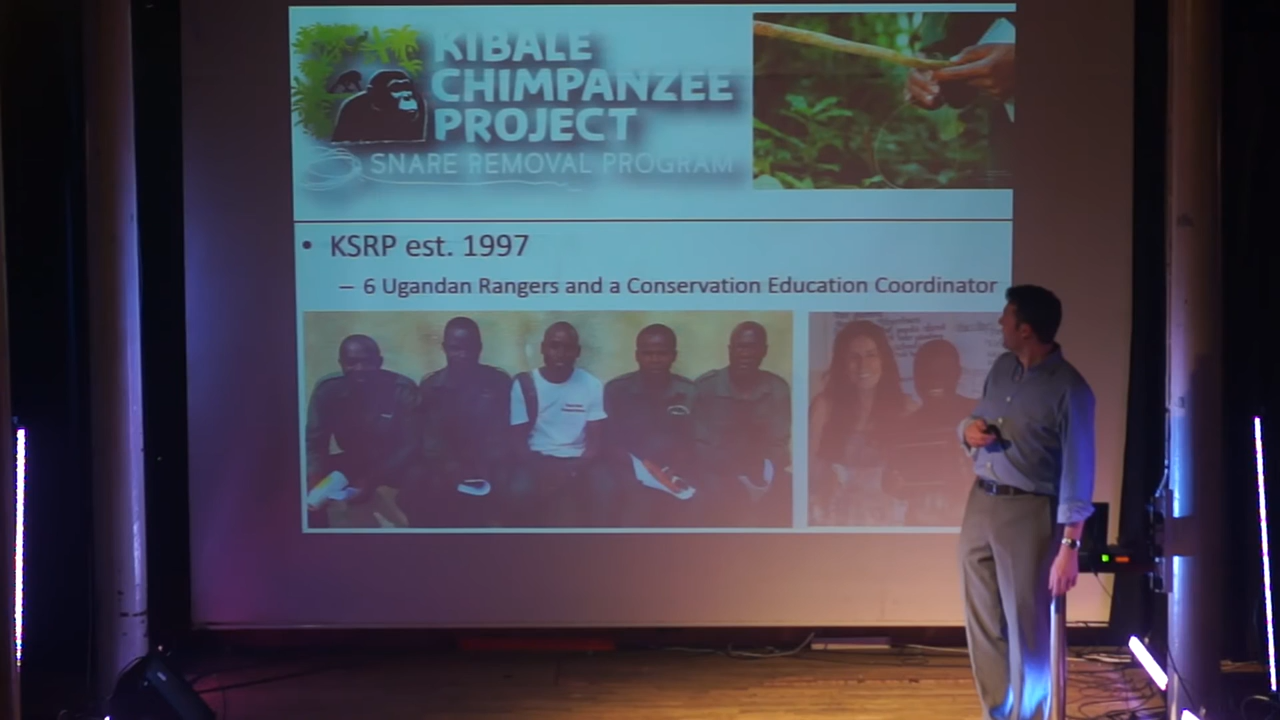 KIBALE
CHIMPANZEE
PROJECT
SNARE REMOVAL PROGRAM
• KSRP est. 1997
– 6 Ugandan Rangers and a Conservation Education Coordinator